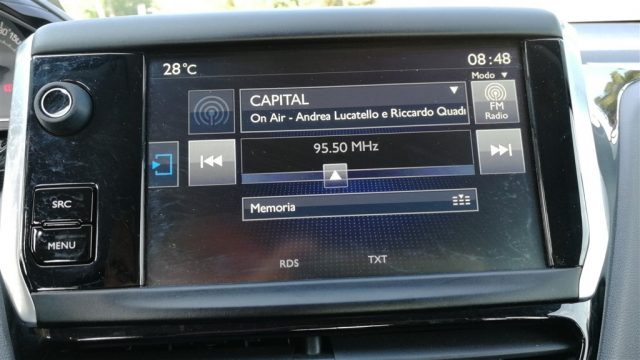 28°C
08:48
Modo
CAPITAL
On Air - Andrea Lucatello e Riccardo Quad
FM
Radio
95.50 MHz
SRC
Memoria
MENU
RDS
TXT